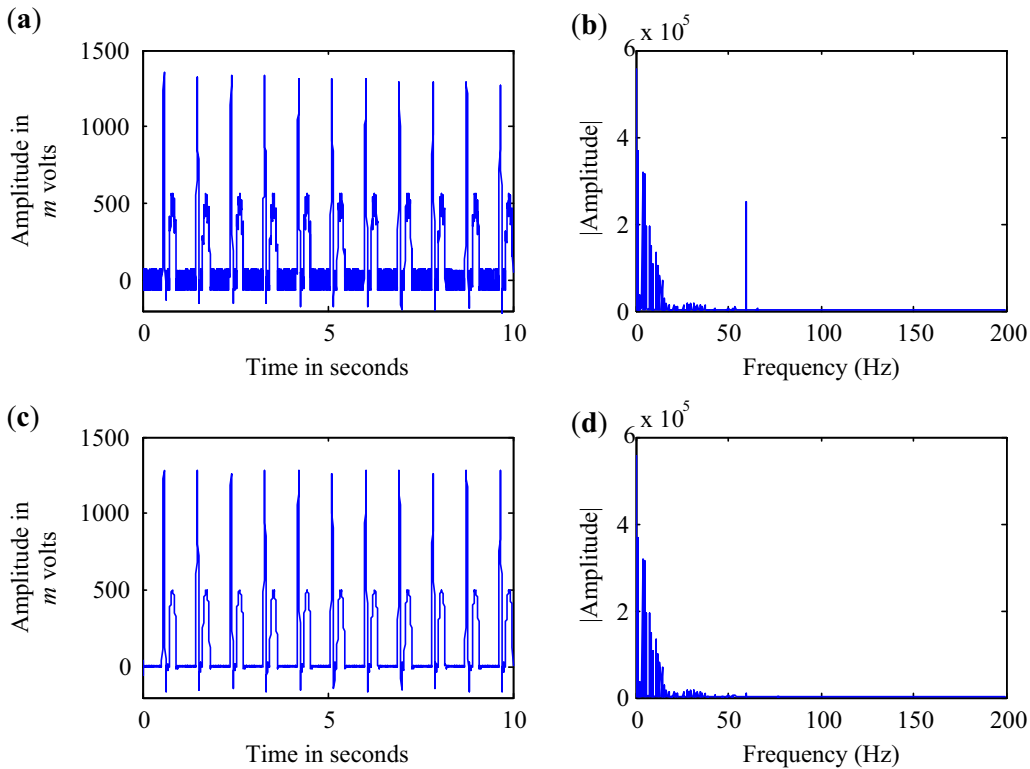 (a)
1500
1000
500
0
Amplitude in
m volts
0 5 10
Time in seconds
(b)
6 x 10^5
4
2
0
|Amplitude|
0 50 100 150 200
Frequency (Hz)
(c)
1500
1000
500
0
Amplitude in
m volts
0 5 10
Time in seconds
(d)
6 x 10^5
4
2
0
|Amplitude|
0 50 100 150 200
Frequency (Hz)